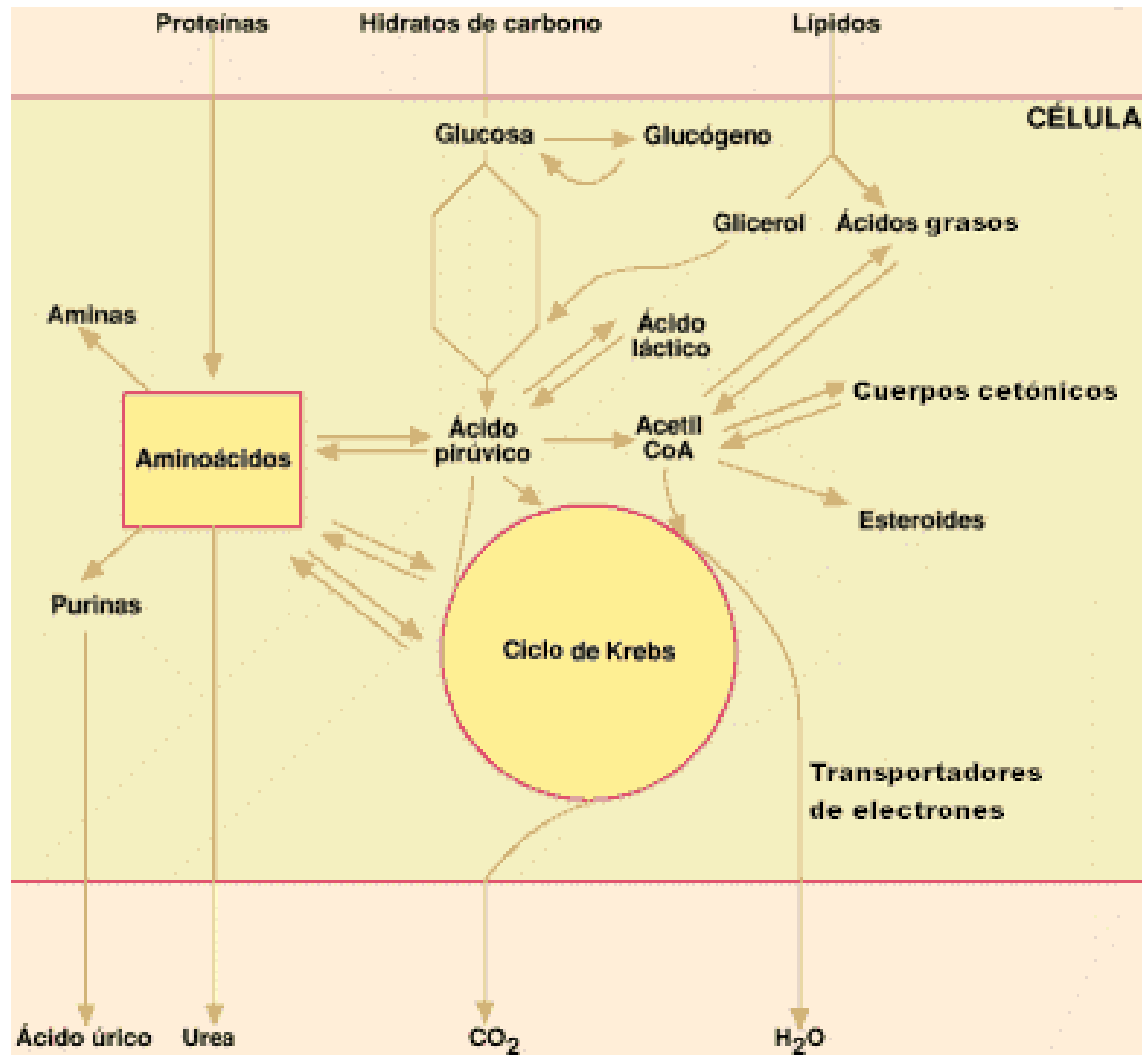 Proteínas
Hidratos de carbono
Lípidos
CÉLULA
Glucosa
Glucógeno
Glicerol
Ácidos grasos
Aminas
Ácido
láctico
Cuerpos cetónicos
Aminoácidos
Ácido
pirúvico
Acetil
CoA
Esteroides
Purinas
Ciclo de Krebs
Transportadores
de electrones
Ácido úrico
Urea
CO₂
H₂O